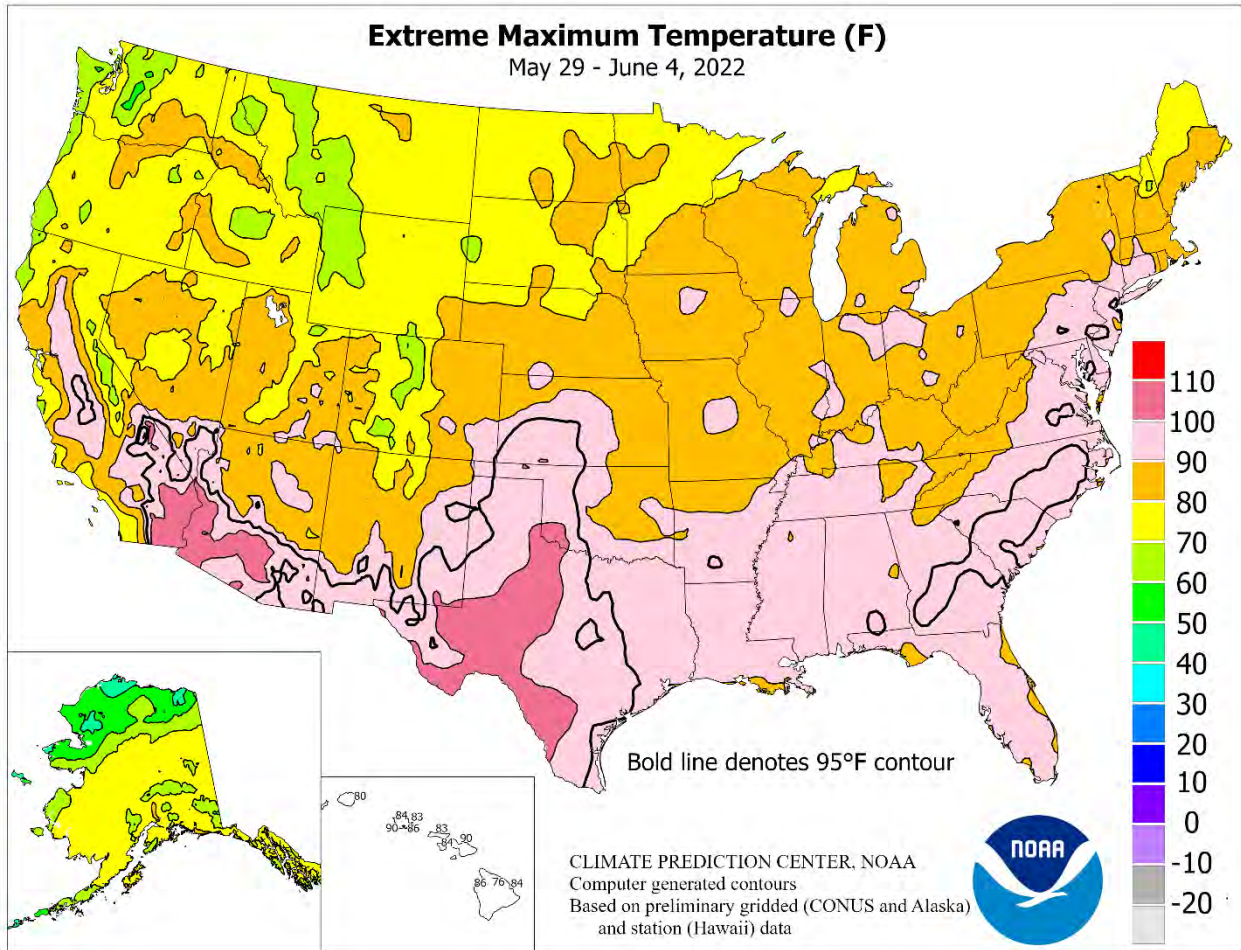 Extreme Maximum Temperature (F)
May 29 - June 4, 2022
110
100
90
80
70
60
50
40
30
20
10
0
-10
-20
Bold line denotes 95°F contour
80
84 83
90 86
83
84
90
86 76 84
CLIMATE PREDICTION CENTER, NOAA
Computer generated contours
Based on preliminary gridded (CONUS and Alaska)
and station (Hawaii) data
NOAA